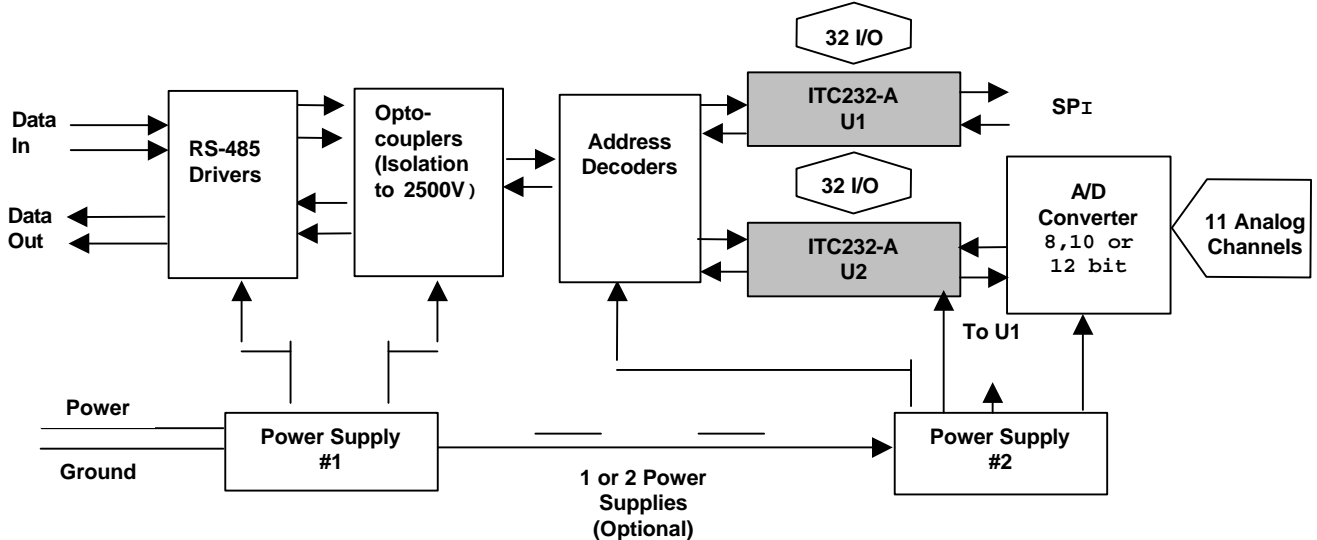 32 I/O
ITC232-A
U1
SPI
Data
In
RS-485
Drivers
Opto-
couplers
(Isolation
to 2500V)
Address
Decoders
32 I/O
Data
Out
ITC232-A
U2
A/D
Converter
8,10 or
12 bit
11 Analog
Channels
To U1
Power
Ground
Power Supply
#1
1 or 2 Power
Supplies
(Optional)
Power Supply
#2